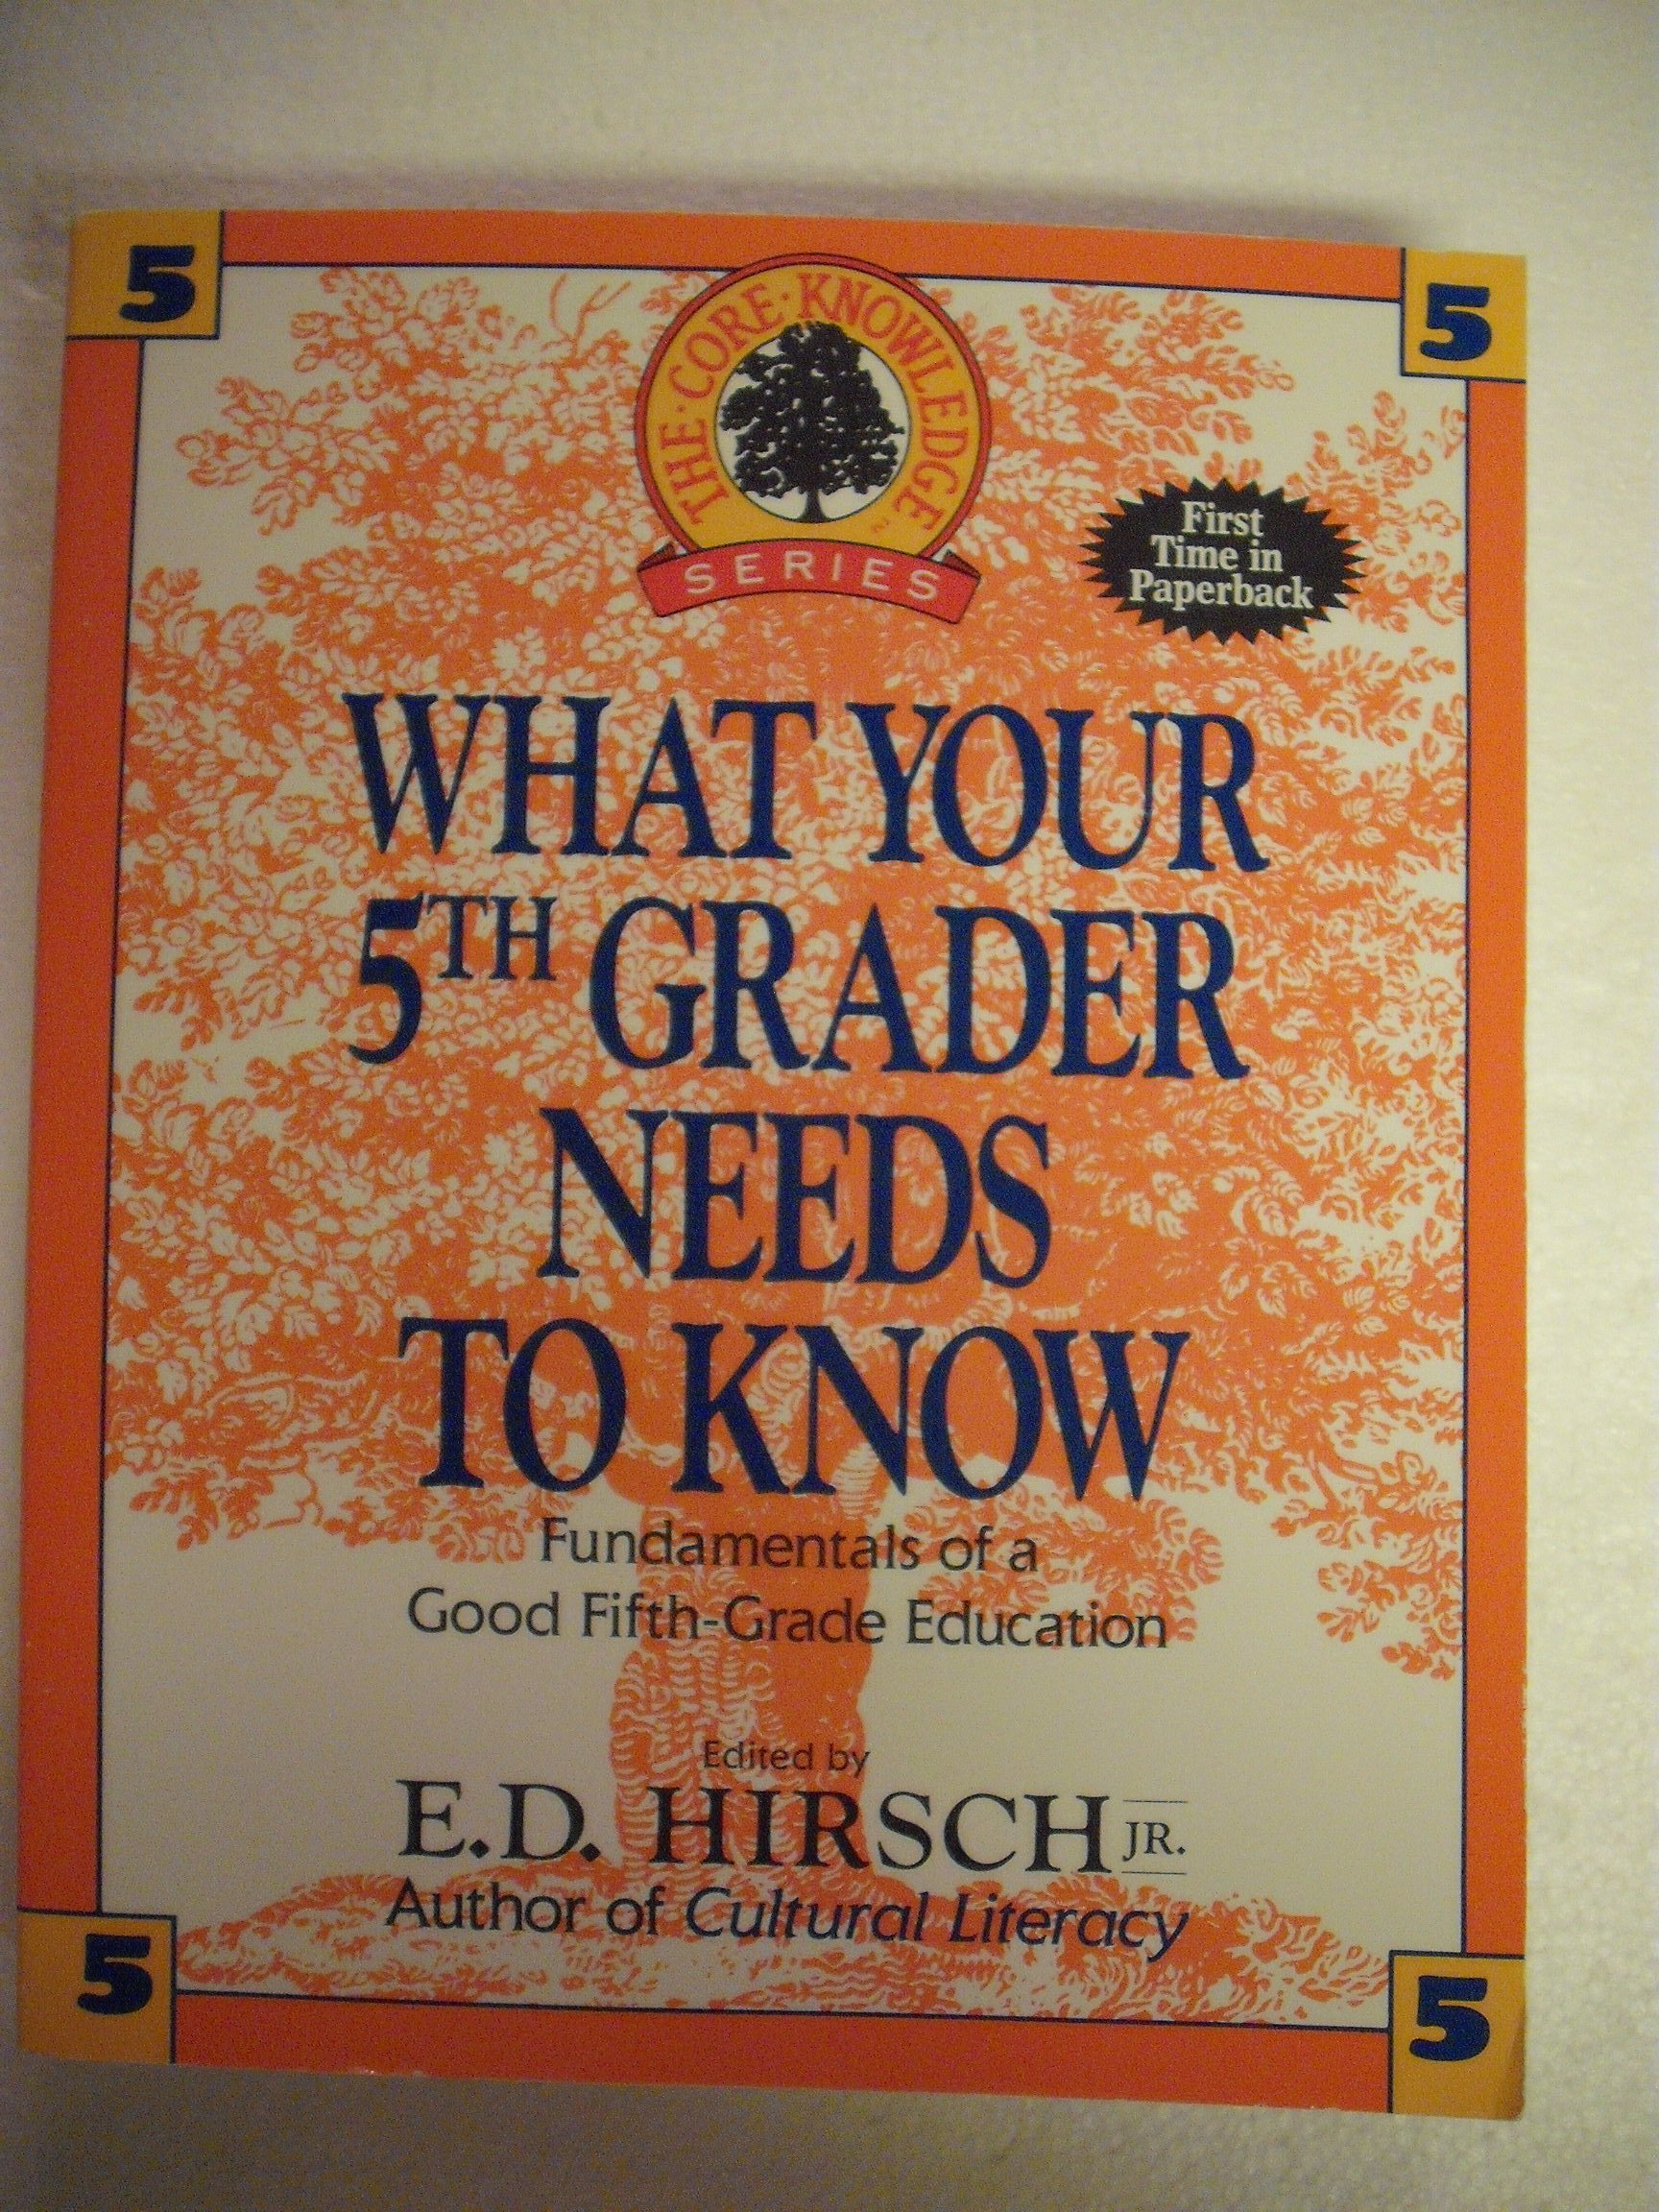 5
5
THE·CORE·KNOWLEDGE™
SERIES
First
Time in
Paperback
WHAT YOUR
5TH GRADER
NEEDS
TO KNOW
Fundamentals of a
Good Fifth-Grade Education
Edited by
E.D. HIRSCH JR.
Author of Cultural Literacy
5
5